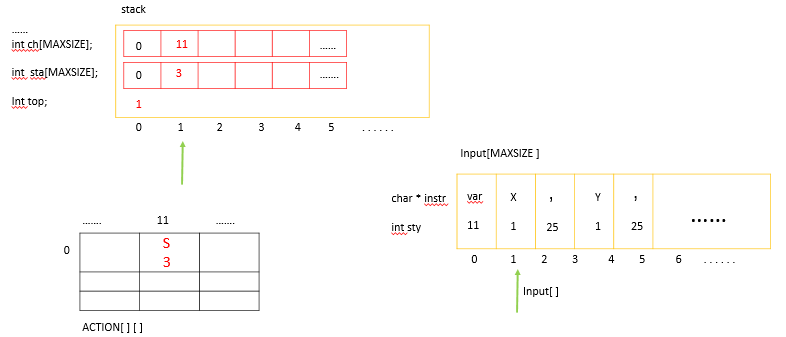 stack
......
int ch[MAXSIZE];
0 11 ......
int sta[MAXSIZE];
0 3 .......
Int top;
1
0 1 2 3 4 5 ......
Input[MAXSIZE ]
char * instr
var X , Y ,
int sty
11 1 25 1 25
......
0 1 2 3 4 5 6 ......
Input[ ]
....... 11 .......
0
S
3
ACTION[ ] [ ]